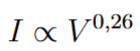 I ∝ V^{0,26}